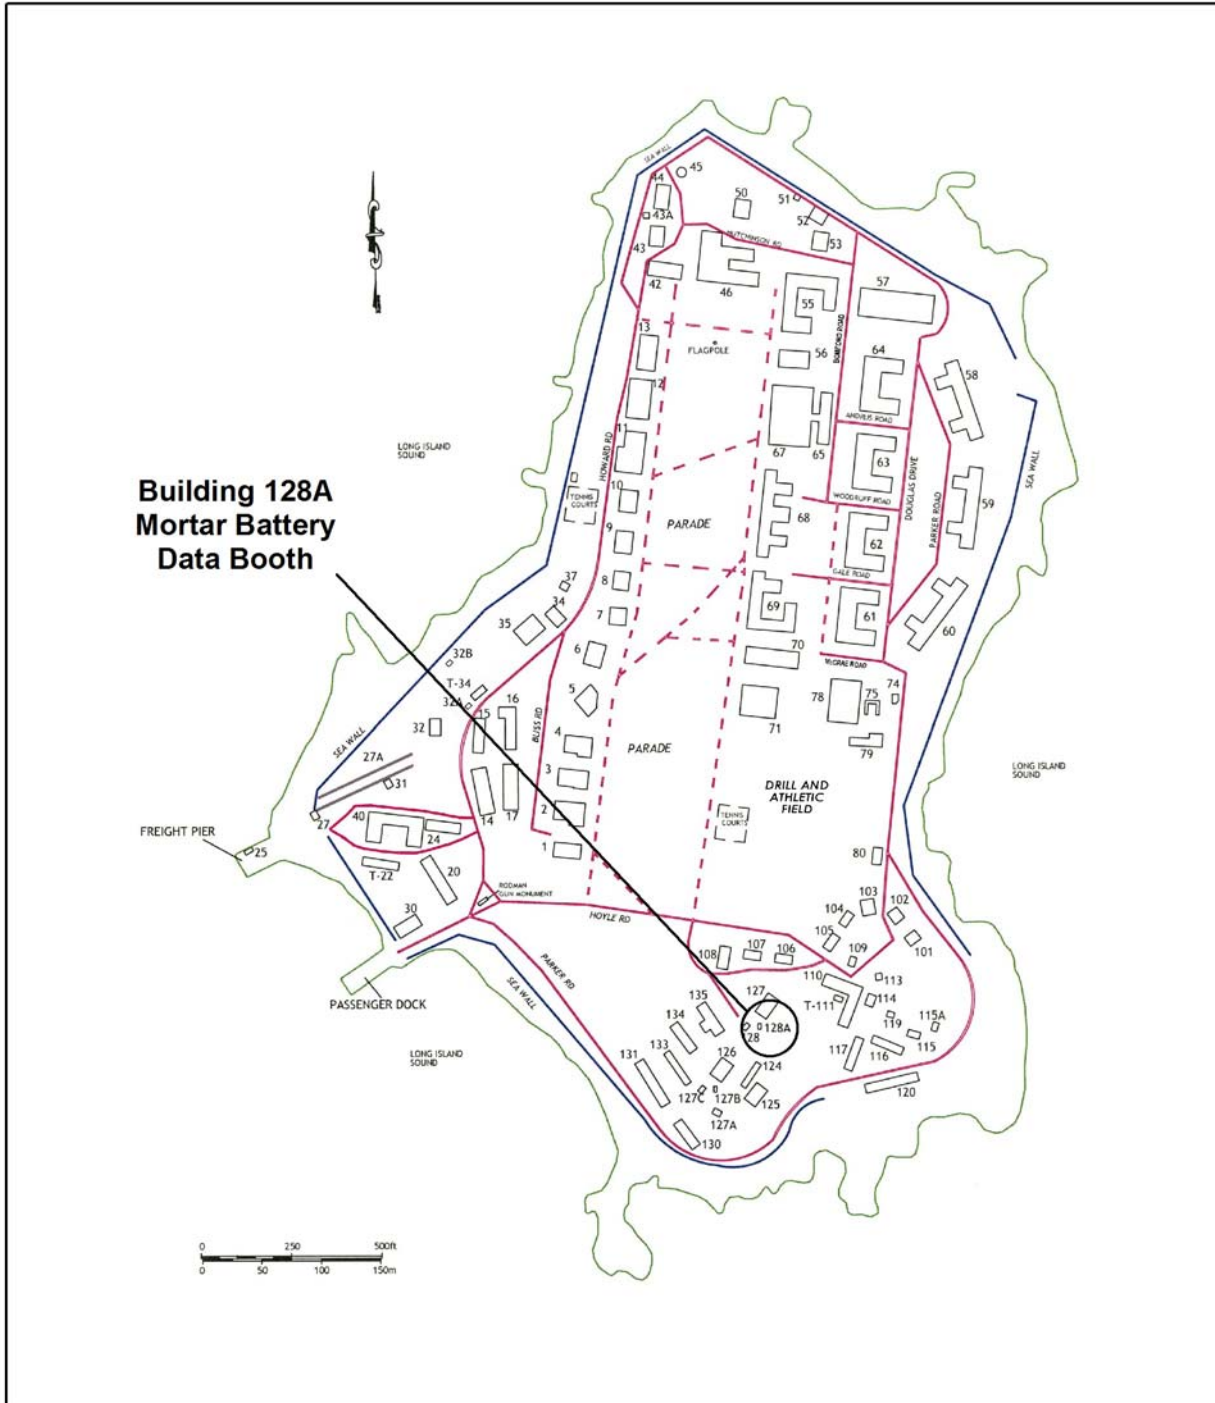 SEA WALL
45
44
50
51
43A
52
43
HUTCHINSON RD
53
42
46
55
57
13
FLAGPOLE
56
BOMFORD ROAD
64
58
12
11
LONG ISLAND
SOUND
HOWARD RD
67
65
63
DOUGLAS DRIVE
SEA WALL
Building 128A
Mortar Battery
Data Booth
10
TENNIS
COURTS
WOODRUFF ROAD
59
PARADE
68
PARKER ROAD
9
62
37
8
GALE ROAD
34
7
69
61
60
35
6
70
McCRAE ROAD
32B
T-34
5
74
32A
16
78
75
15
71
32
BLISS RD
4
SEA WALL
PARADE
79
27A
3
LONG ISLAND
SOUND
31
DRILL AND
ATHLETIC
FIELD
14
17
2
27
40
24
TENNIS
COURTS
FREIGHT PIER
25
1
80
T-22
20
RODMAN
GUN MONUMENT
103
102
30
HOYLE RD
104
105
101
107
106
109
108
PARKER RD
110
113
SEA WALL
127
T-111
114
PASSENGER DOCK
135
119
115A
134
128A
28
115
LONG ISLAND
SOUND
133
126
117
116
131
124
120
127C
127B
125
127A
130
0 250 500ft
0 50 100 150m